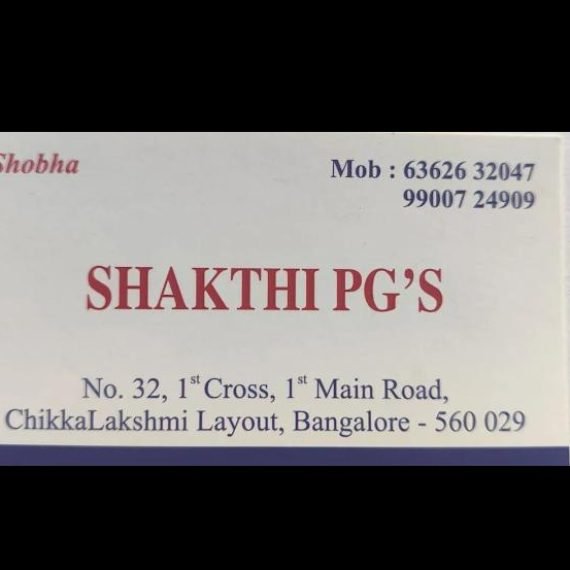 Shobha
Mob : 63626 32047
99007 24909
SHAKTHI PG'S
No. 32, 1st Cross, 1st Main Road,
ChikkaLakshmi Layout, Bangalore - 560 029